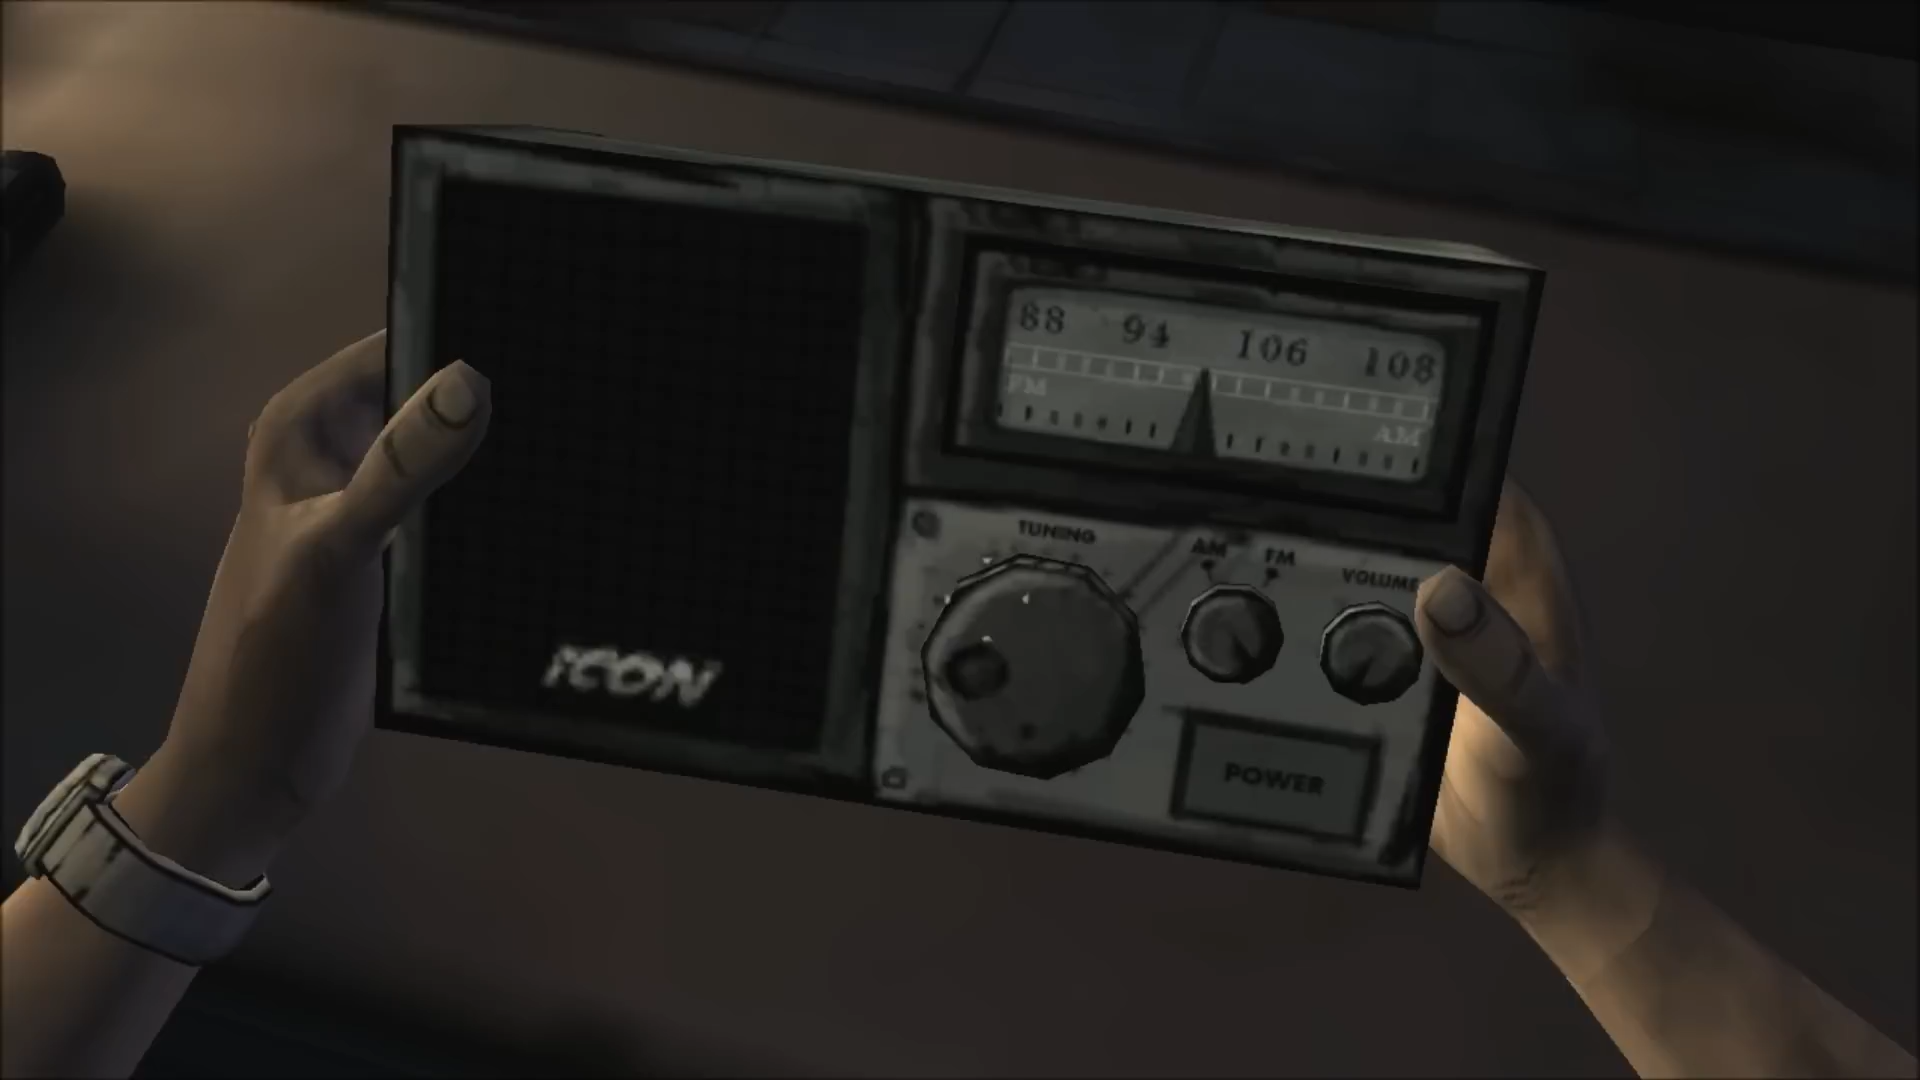 88 94 106 108
FM
AM
TUNING
AM FM
VOLUME
iCON
POWER